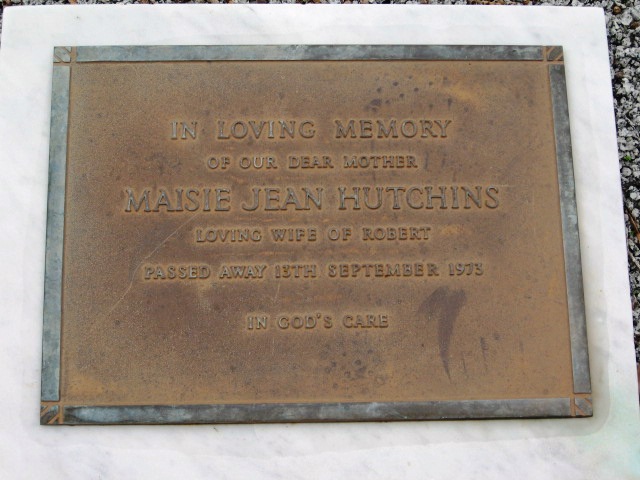 IN LOVING MEMORY
OF OUR DEAR MOTHER
MAISIE JEAN HUTCHINS
LOVING WIFE OF ROBERT
PASSED AWAY 13TH SEPTEMBER 1973
IN GOD'S CARE